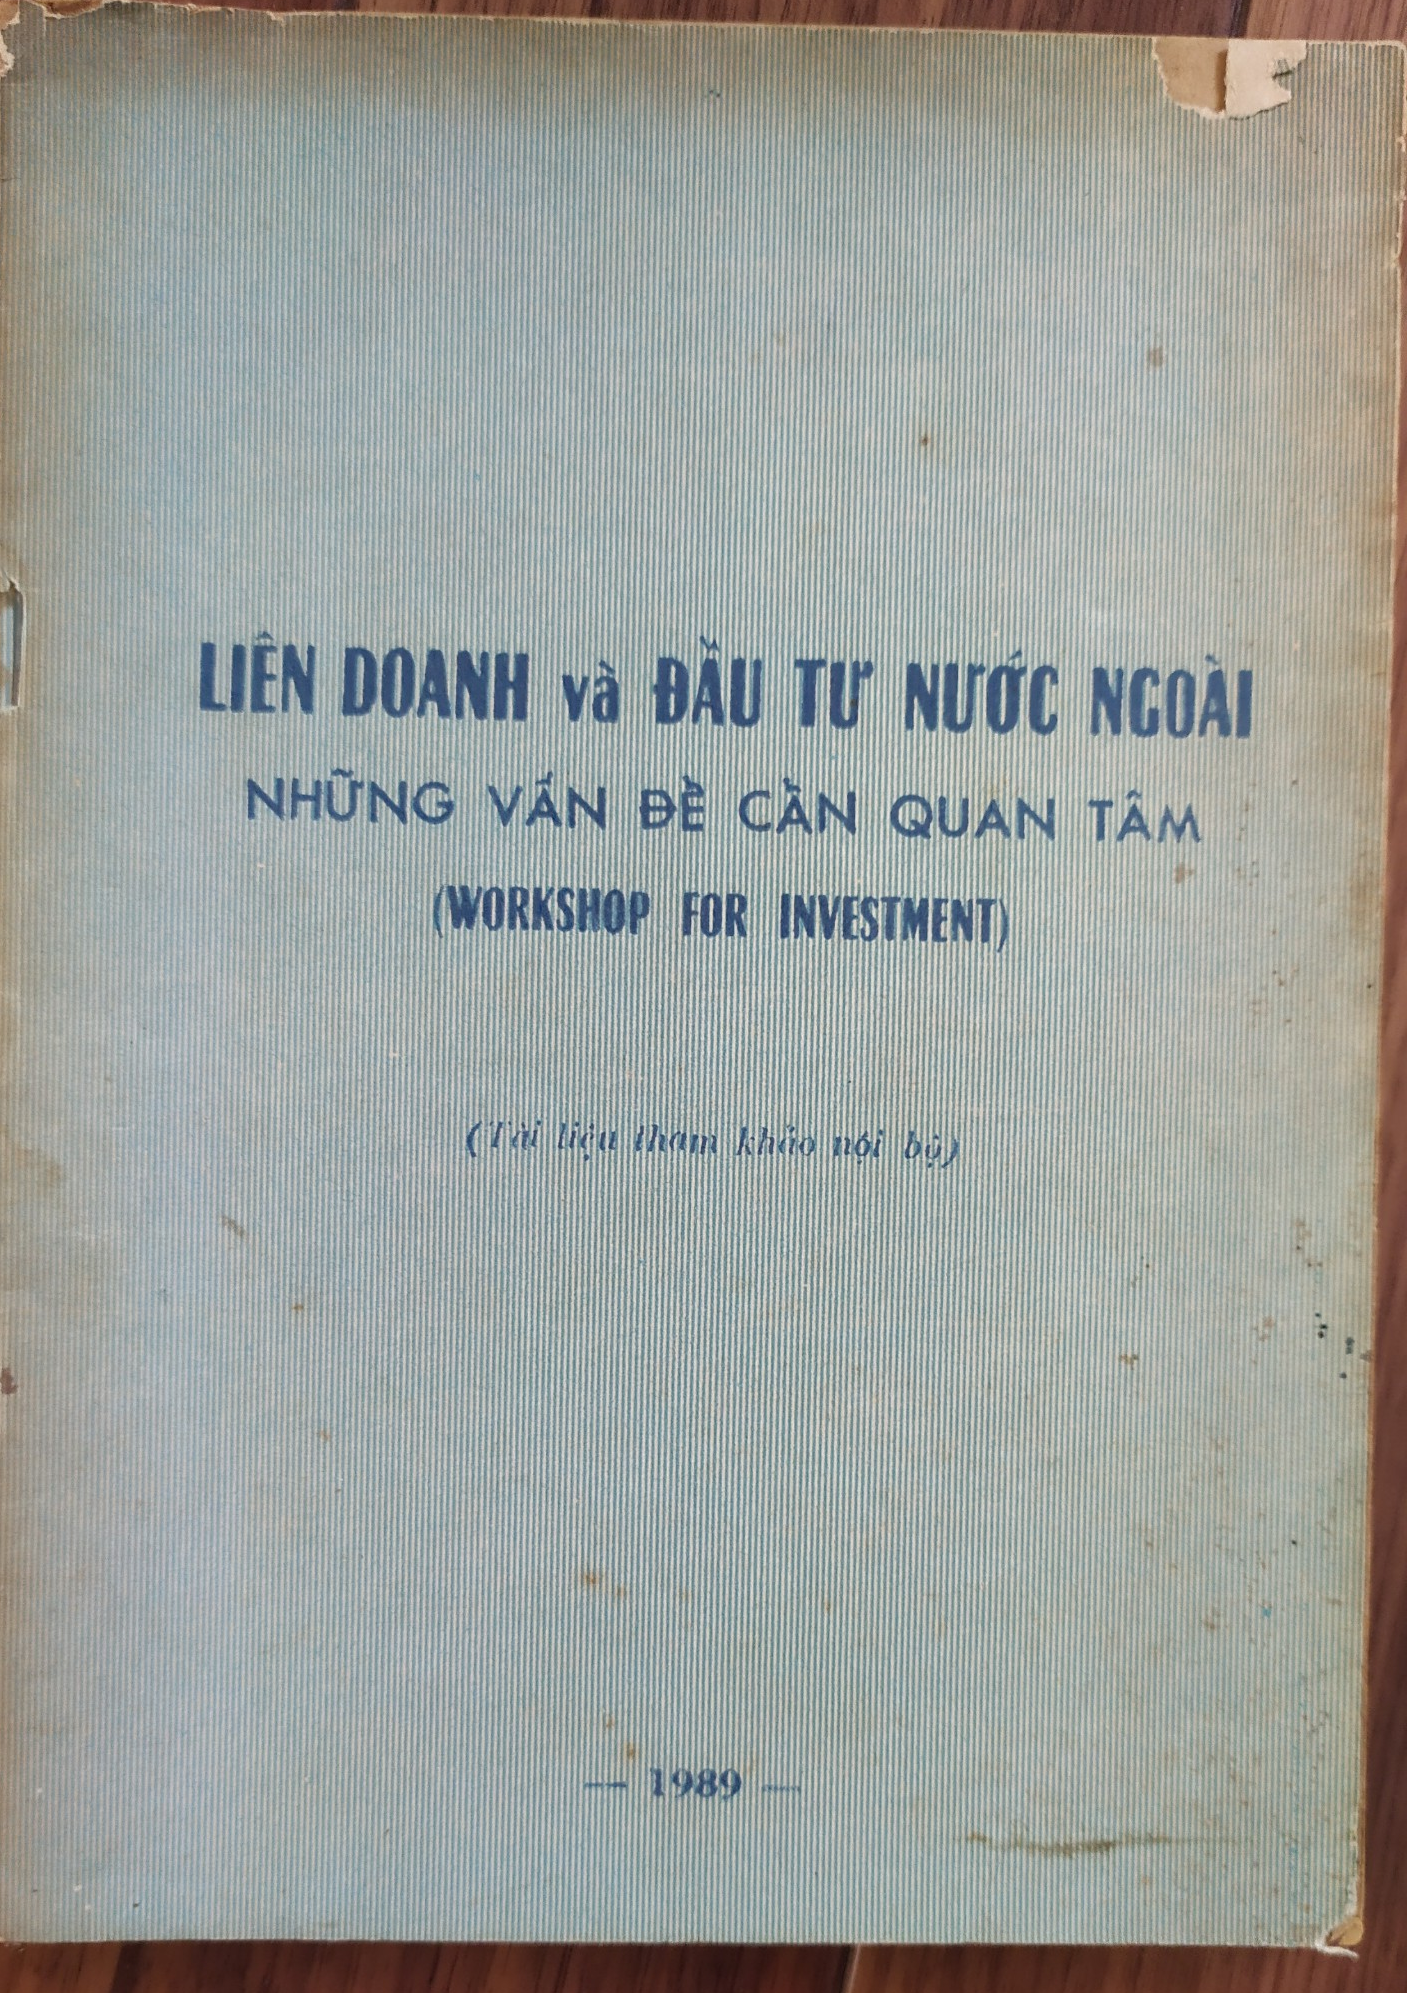 LIÊN DOANH và ĐẦU TƯ NƯỚC NGOÀI
NHỮNG VẤN ĐỀ CẦN QUAN TÂM
(WORKSHOP FOR INVESTMENT)
(Tài liệu tham khảo nội bộ)
— 1989 —